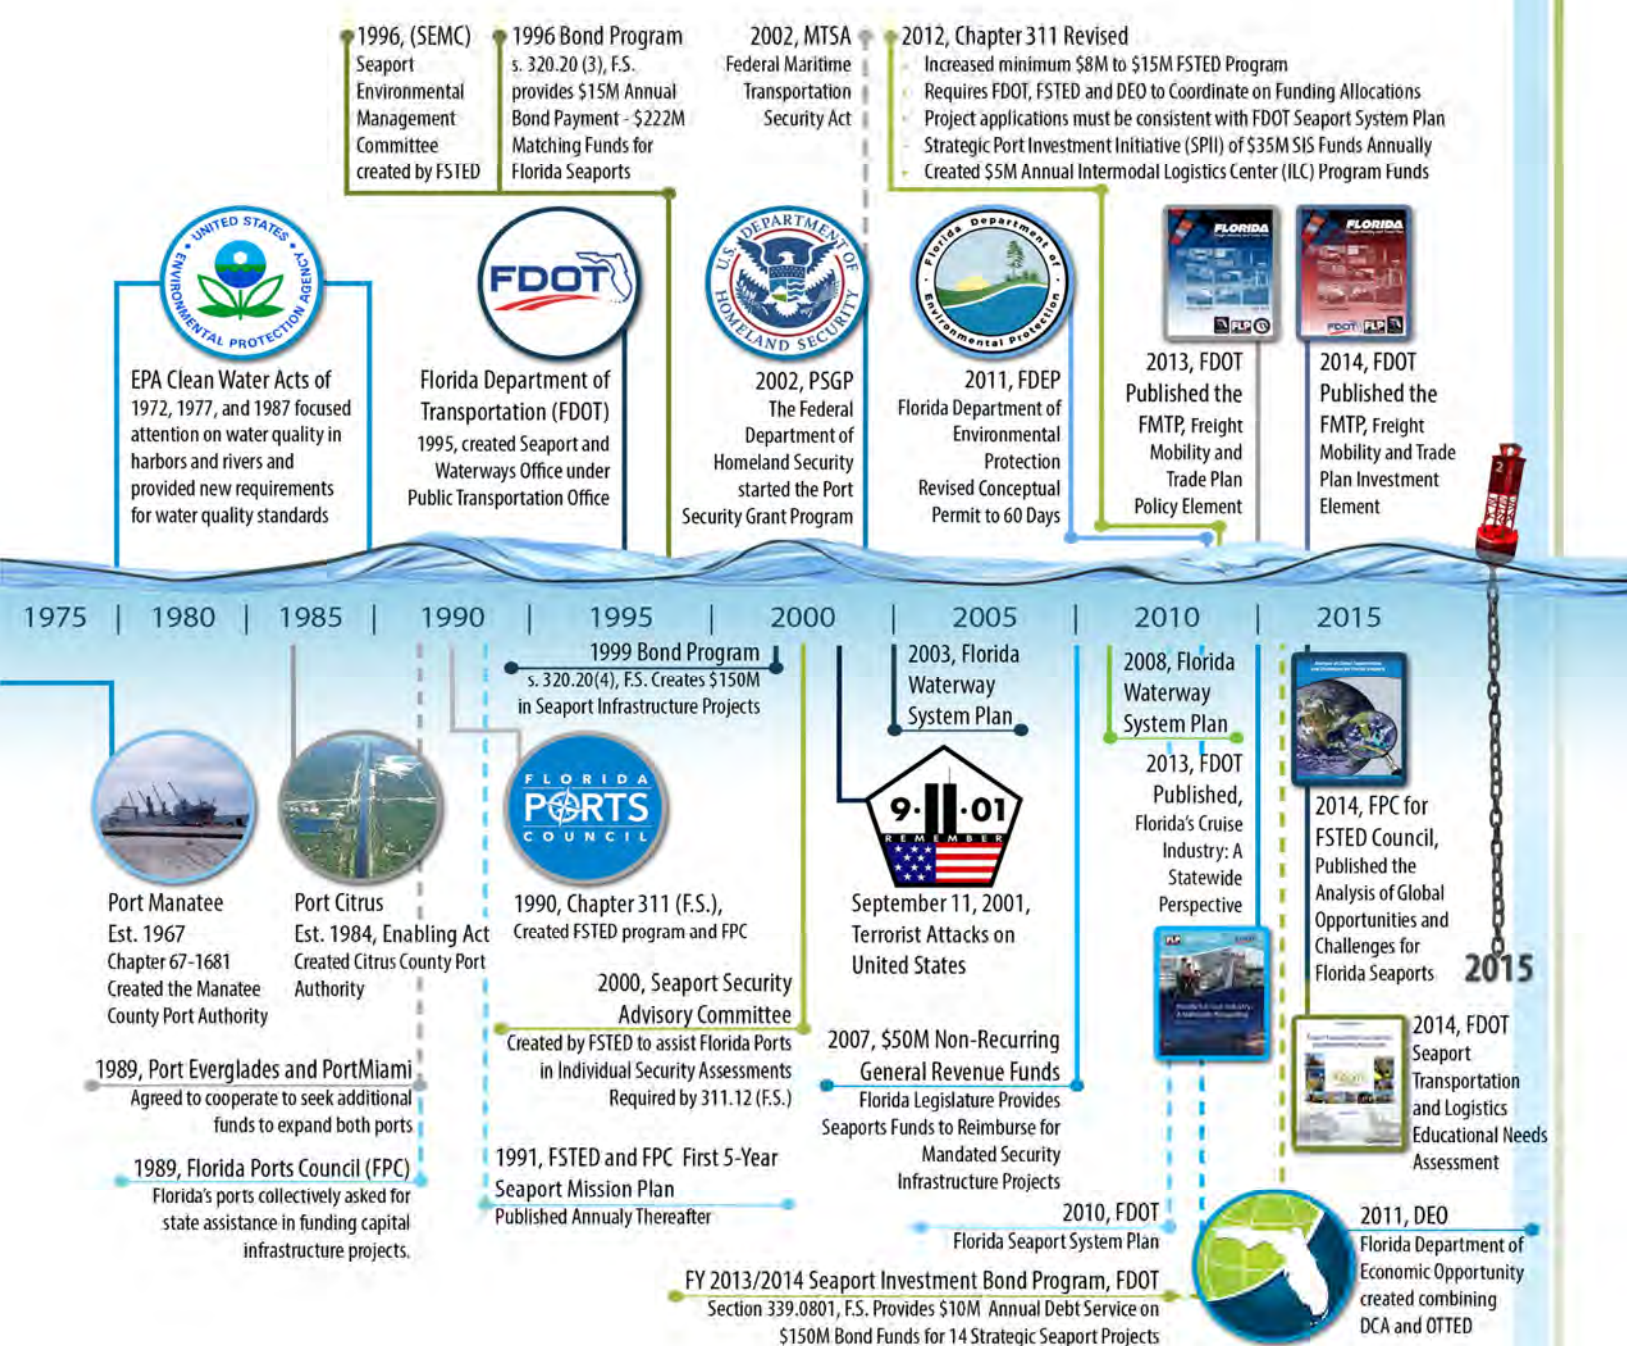 1996, (SEMC)
Seaport
Environmental
Management
Committee
created by FSTED
1996 Bond Program
s. 320.20 (3), F.S.
provides $15M Annual
Bond Payment - $222M
Matching Funds for
Florida Seaports
2002, MTSA
Federal Maritime
Transportation
Security Act
2012, Chapter 311 Revised
Increased minimum $8M to $15M FSTED Program
Requires FDOT, FSTED and DEO to Coordinate on Funding Allocations
Project applications must be consistent with FDOT Seaport System Plan
Strategic Port Investment Initiative (SPII) of $35M SIS Funds Annually
Created $5M Annual Intermodal Logistics Center (ILC) Program Funds
UNITED STATES
ENVIRONMENTAL PROTECTION AGENCY
FDOT
U.S. DEPARTMENT OF
HOMELAND SECURITY
Florida Department of
Environmental Protection
FLORIDA
FLP
FLORIDA
FDOT FLP
EPA Clean Water Acts of
1972, 1977, and 1987 focused
attention on water quality in
harbors and rivers and
provided new requirements
for water quality standards
Florida Department of
Transportation (FDOT)
1995, created Seaport and
Waterways Office under
Public Transportation Office
2002, PSGP
The Federal
Department of
Homeland Security
started the Port
Security Grant Program
2011, FDEP
Florida Department of
Environmental
Protection
Revised Conceptual
Permit to 60 Days
2013, FDOT
Published the
FMTP, Freight
Mobility and
Trade Plan
Policy Element
2014, FDOT
Published the
FMTP, Freight
Mobility and Trade
Plan Investment
Element
2
1975 | 1980 | 1985 | 1990 | 1995 | 2000 | 2005 | 2010 | 2015
1999 Bond Program
s. 320.20(4), F.S. Creates $150M
in Seaport Infrastructure Projects
2003, Florida
Waterway
System Plan
2008, Florida
Waterway
System Plan
FLORIDA
PORTS
COUNCIL
9·11·01
REMEMBER
2013, FDOT
Published,
Florida's Cruise
Industry: A
Statewide
Perspective
2014, FPC for
FSTED Council,
Published the
Analysis of Global
Opportunities and
Challenges for
Florida Seaports
2015
Port Manatee
Est. 1967
Chapter 67-1681
Created the Manatee
County Port Authority
Port Citrus
Est. 1984, Enabling Act
Created Citrus County Port
Authority
1990, Chapter 311 (F.S.),
Created FSTED program and FPC
September 11, 2001,
Terrorist Attacks on
United States
FLP
2000, Seaport Security
Advisory Committee
Created by FSTED to assist Florida Ports
in Individual Security Assessments
Required by 311.12 (F.S.)
2007, $50M Non-Recurring
General Revenue Funds
Florida Legislature Provides
Seaports Funds to Reimburse for
Mandated Security
Infrastructure Projects
2014, FDOT
Seaport
Transportation
and Logistics
Educational Needs
Assessment
1989, Port Everglades and PortMiami
Agreed to cooperate to seek additional
funds to expand both ports
1989, Florida Ports Council (FPC)
Florida's ports collectively asked for
state assistance in funding capital
infrastructure projects.
1991, FSTED and FPC First 5-Year
Seaport Mission Plan
Published Annualy Thereafter
2010, FDOT
Florida Seaport System Plan
2011, DEO
Florida Department of
Economic Opportunity
created combining
DCA and OTTED
FY 2013/2014 Seaport Investment Bond Program, FDOT
Section 339.0801, F.S. Provides $10M Annual Debt Service on
$150M Bond Funds for 14 Strategic Seaport Projects